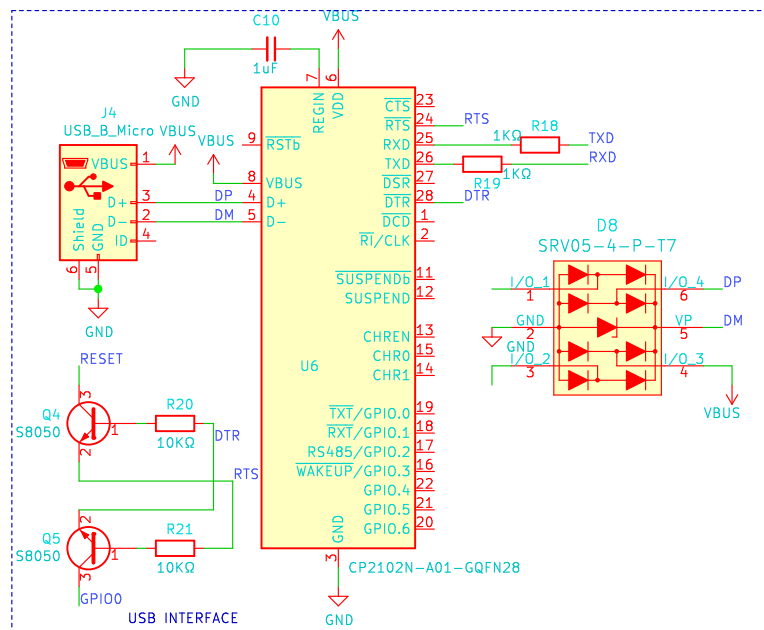 C10
1uF
GND
VBUS
7
6
REGIN
VDD
J4
USB_B_Micro
VBUS
VBUS
VBUS 1
D+ 3
D- 2
ID 4
Shield
GND
6
5
GND
DP
DM
9 RSTb
8 VBUS
4 D+
5 D-
CTS 23
RTS 24
RXD 25
TXD 26
DSR 27
DTR 28
DCD 1
RI/CLK 2
SUSPENDb 11
SUSPEND 12
CHREN 13
CHR0 15
CHR1 14
U6
TXT/GPIO.0 19
RXT/GPIO.1 18
RS485/GPIO.2 17
WAKEUP/GPIO.3 16
GPIO.4 22
GPIO.5 21
GPIO.6 20
GND
3
CP2102N-A01-GQFN28
GND
RTS
1KΩ
R18
TXD
RXD
R19
1KΩ
DTR
D8
SRV05-4-P-T7
I/O_1
1
GND
2
GND
I/O_2
3
I/O_4
6
DP
VP
5
DM
I/O_3
4
VBUS
RESET
3
Q4
S8050
1
2
R20
10KΩ
DTR
RTS
2
Q5
S8050
1
3
R21
10KΩ
GPIO0
USB INTERFACE